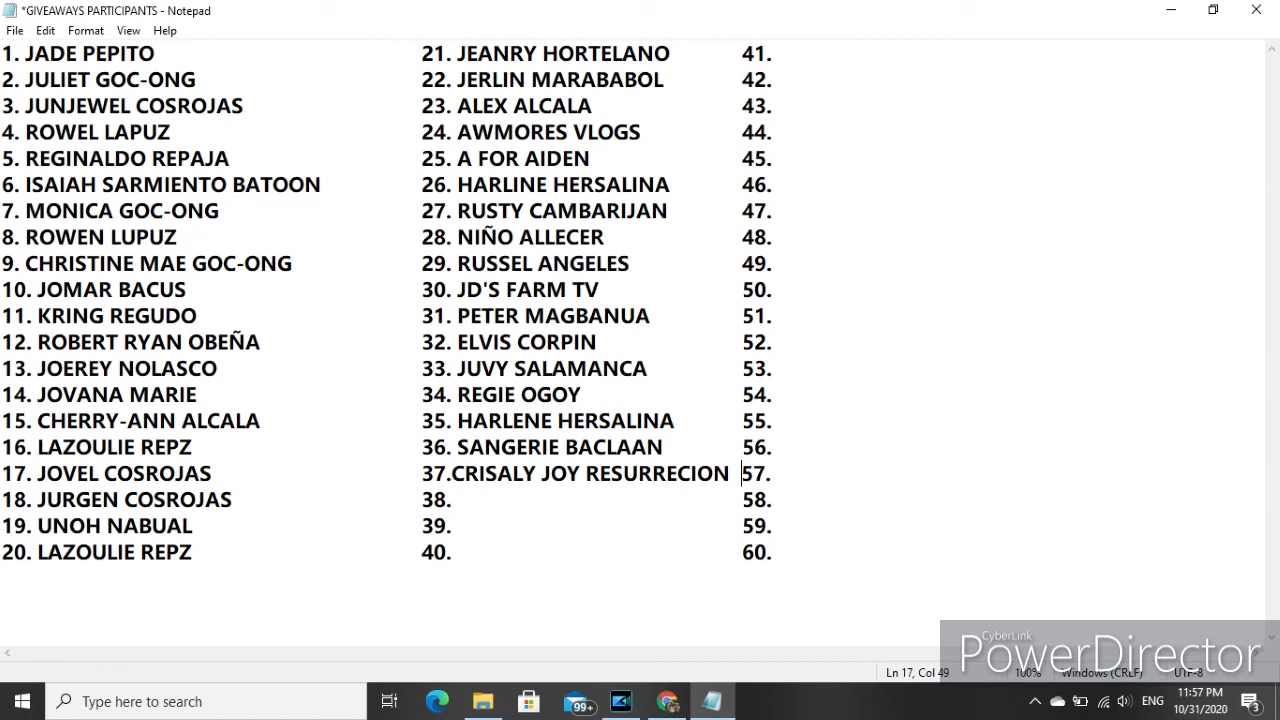 *GIVEAWAYS PARTICIPANTS - Notepad
File Edit Format View Help
1. JADE PEPITO 21. JEANRY HORTELANO 41.
2. JULIET GOC-ONG 22. JERLIN MARABABOL 42.
3. JUNJEWEL COSROJAS 23. ALEX ALCALA 43.
4. ROWEL LAPUZ 24. AWMORES VLOGS 44.
5. REGINALDO REPAJA 25. A FOR AIDEN 45.
6. ISAIAH SARMIENTO BATOON 26. HARLINE HERSALINA 46.
7. MONICA GOC-ONG 27. RUSTY CAMBARIJAN 47.
8. ROWEN LUPUZ 28. NIÑO ALLECER 48.
9. CHRISTINE MAE GOC-ONG 29. RUSSEL ANGELES 49.
10. JOMAR BACUS 30. JD'S FARM TV 50.
11. KRING REGUDO 31. PETER MAGBANUA 51.
12. ROBERT RYAN OBEÑA 32. ELVIS CORPIN 52.
13. JOEREY NOLASCO 33. JUVY SALAMANCA 53.
14. JOVANA MARIE 34. REGIE OGOY 54.
15. CHERRY-ANN ALCALA 35. HARLENE HERSALINA 55.
16. LAZOULIE REPZ 36. SANGERIE BACLAAN 56.
17. JOVEL COSROJAS 37.CRISALY JOY RESURRECION 57.
18. JURGEN COSROJAS 38. 58.
19. UNOH NABUAL 39. 59.
20. LAZOULIE REPZ 40. 60.
CyberLink
PowerDirector
Ln 17, Col 49 100% Windows (CRLF) UTF-8
Type here to search 99+ ENG 11:57 PM
10/31/2020 3